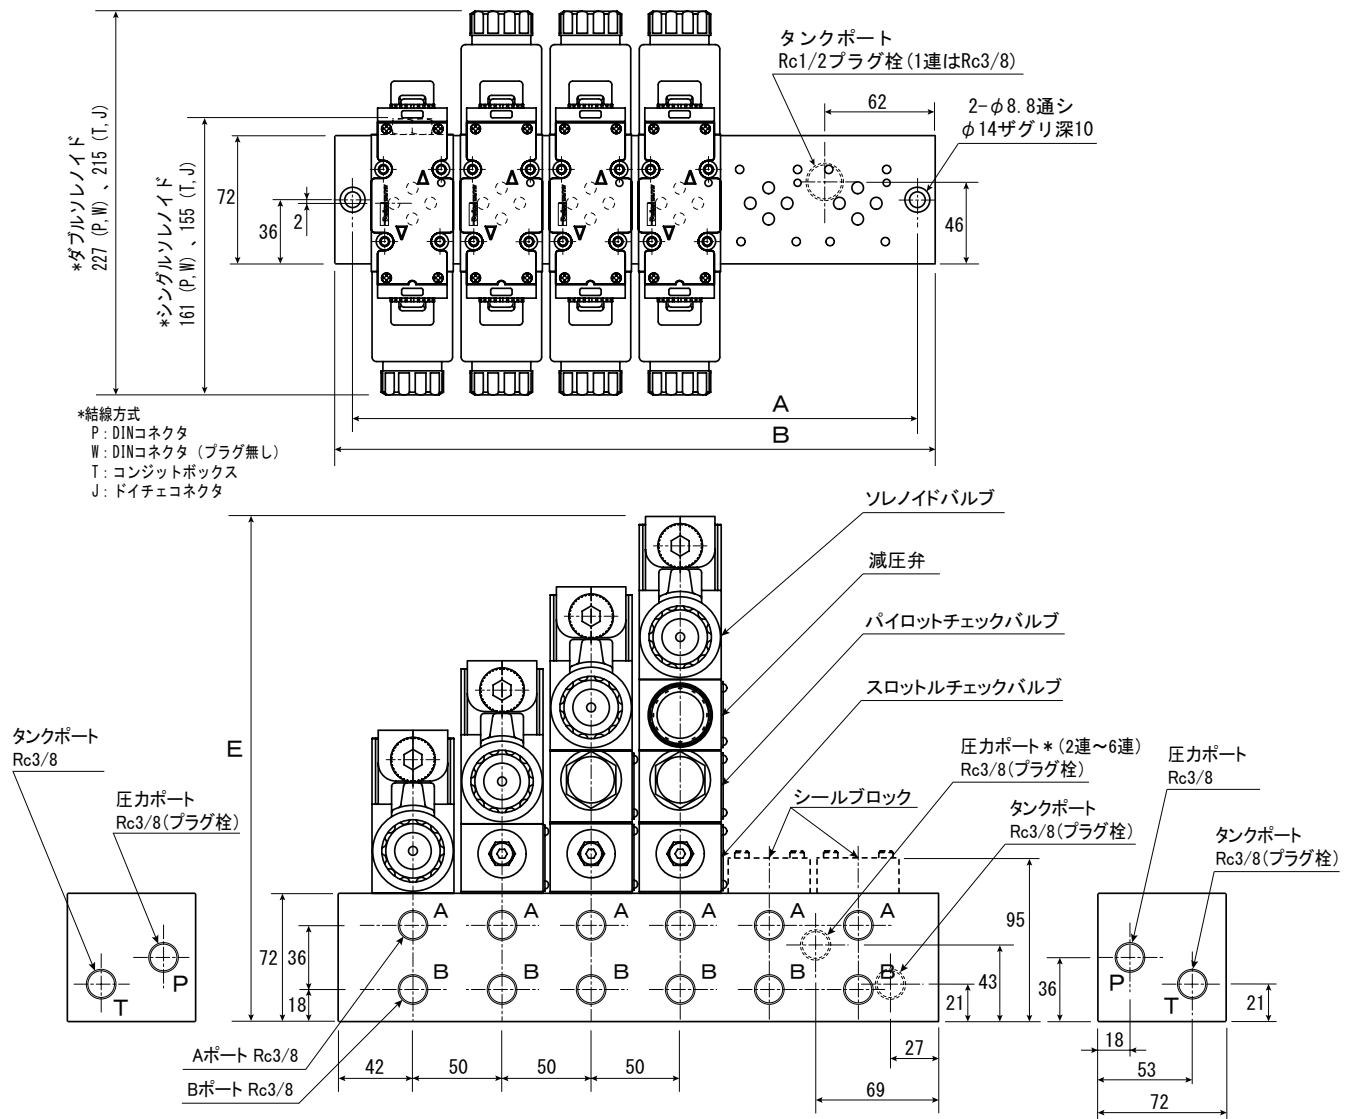 *ダブルソレノイド
227 (P,W) 、215 (T,J)
*シングルソレノイド
161 (P,W) 、155 (T,J)
72
36
2
タンクポート
Rc1/2プラグ栓(1連はRc3/8)
62
2-φ8.8通シ
φ14ザグリ深10
46
A
B
*結線方式
P:DINコネクタ
W:DINコネクタ (プラグ無し)
T:コンジットボックス
J:ドイチェコネクタ
E
ソレノイドバルブ
減圧弁
パイロットチェックバルブ
スロットルチェックバルブ
圧力ポート*(2連～6連)
Rc3/8(プラグ栓)
シールブロック
タンクポート
Rc3/8(プラグ栓)
タンクポート
Rc3/8
圧力ポート
Rc3/8(プラグ栓)
圧力ポート
Rc3/8
タンクポート
Rc3/8(プラグ栓)
T
P
A
A
A
A
A
A
B
B
B
B
B
B
72
36
18
95
43
21
Aポート Rc3/8
Bポート Rc3/8
42
50
50
50
27
69
P
T
36
21
18
53
72